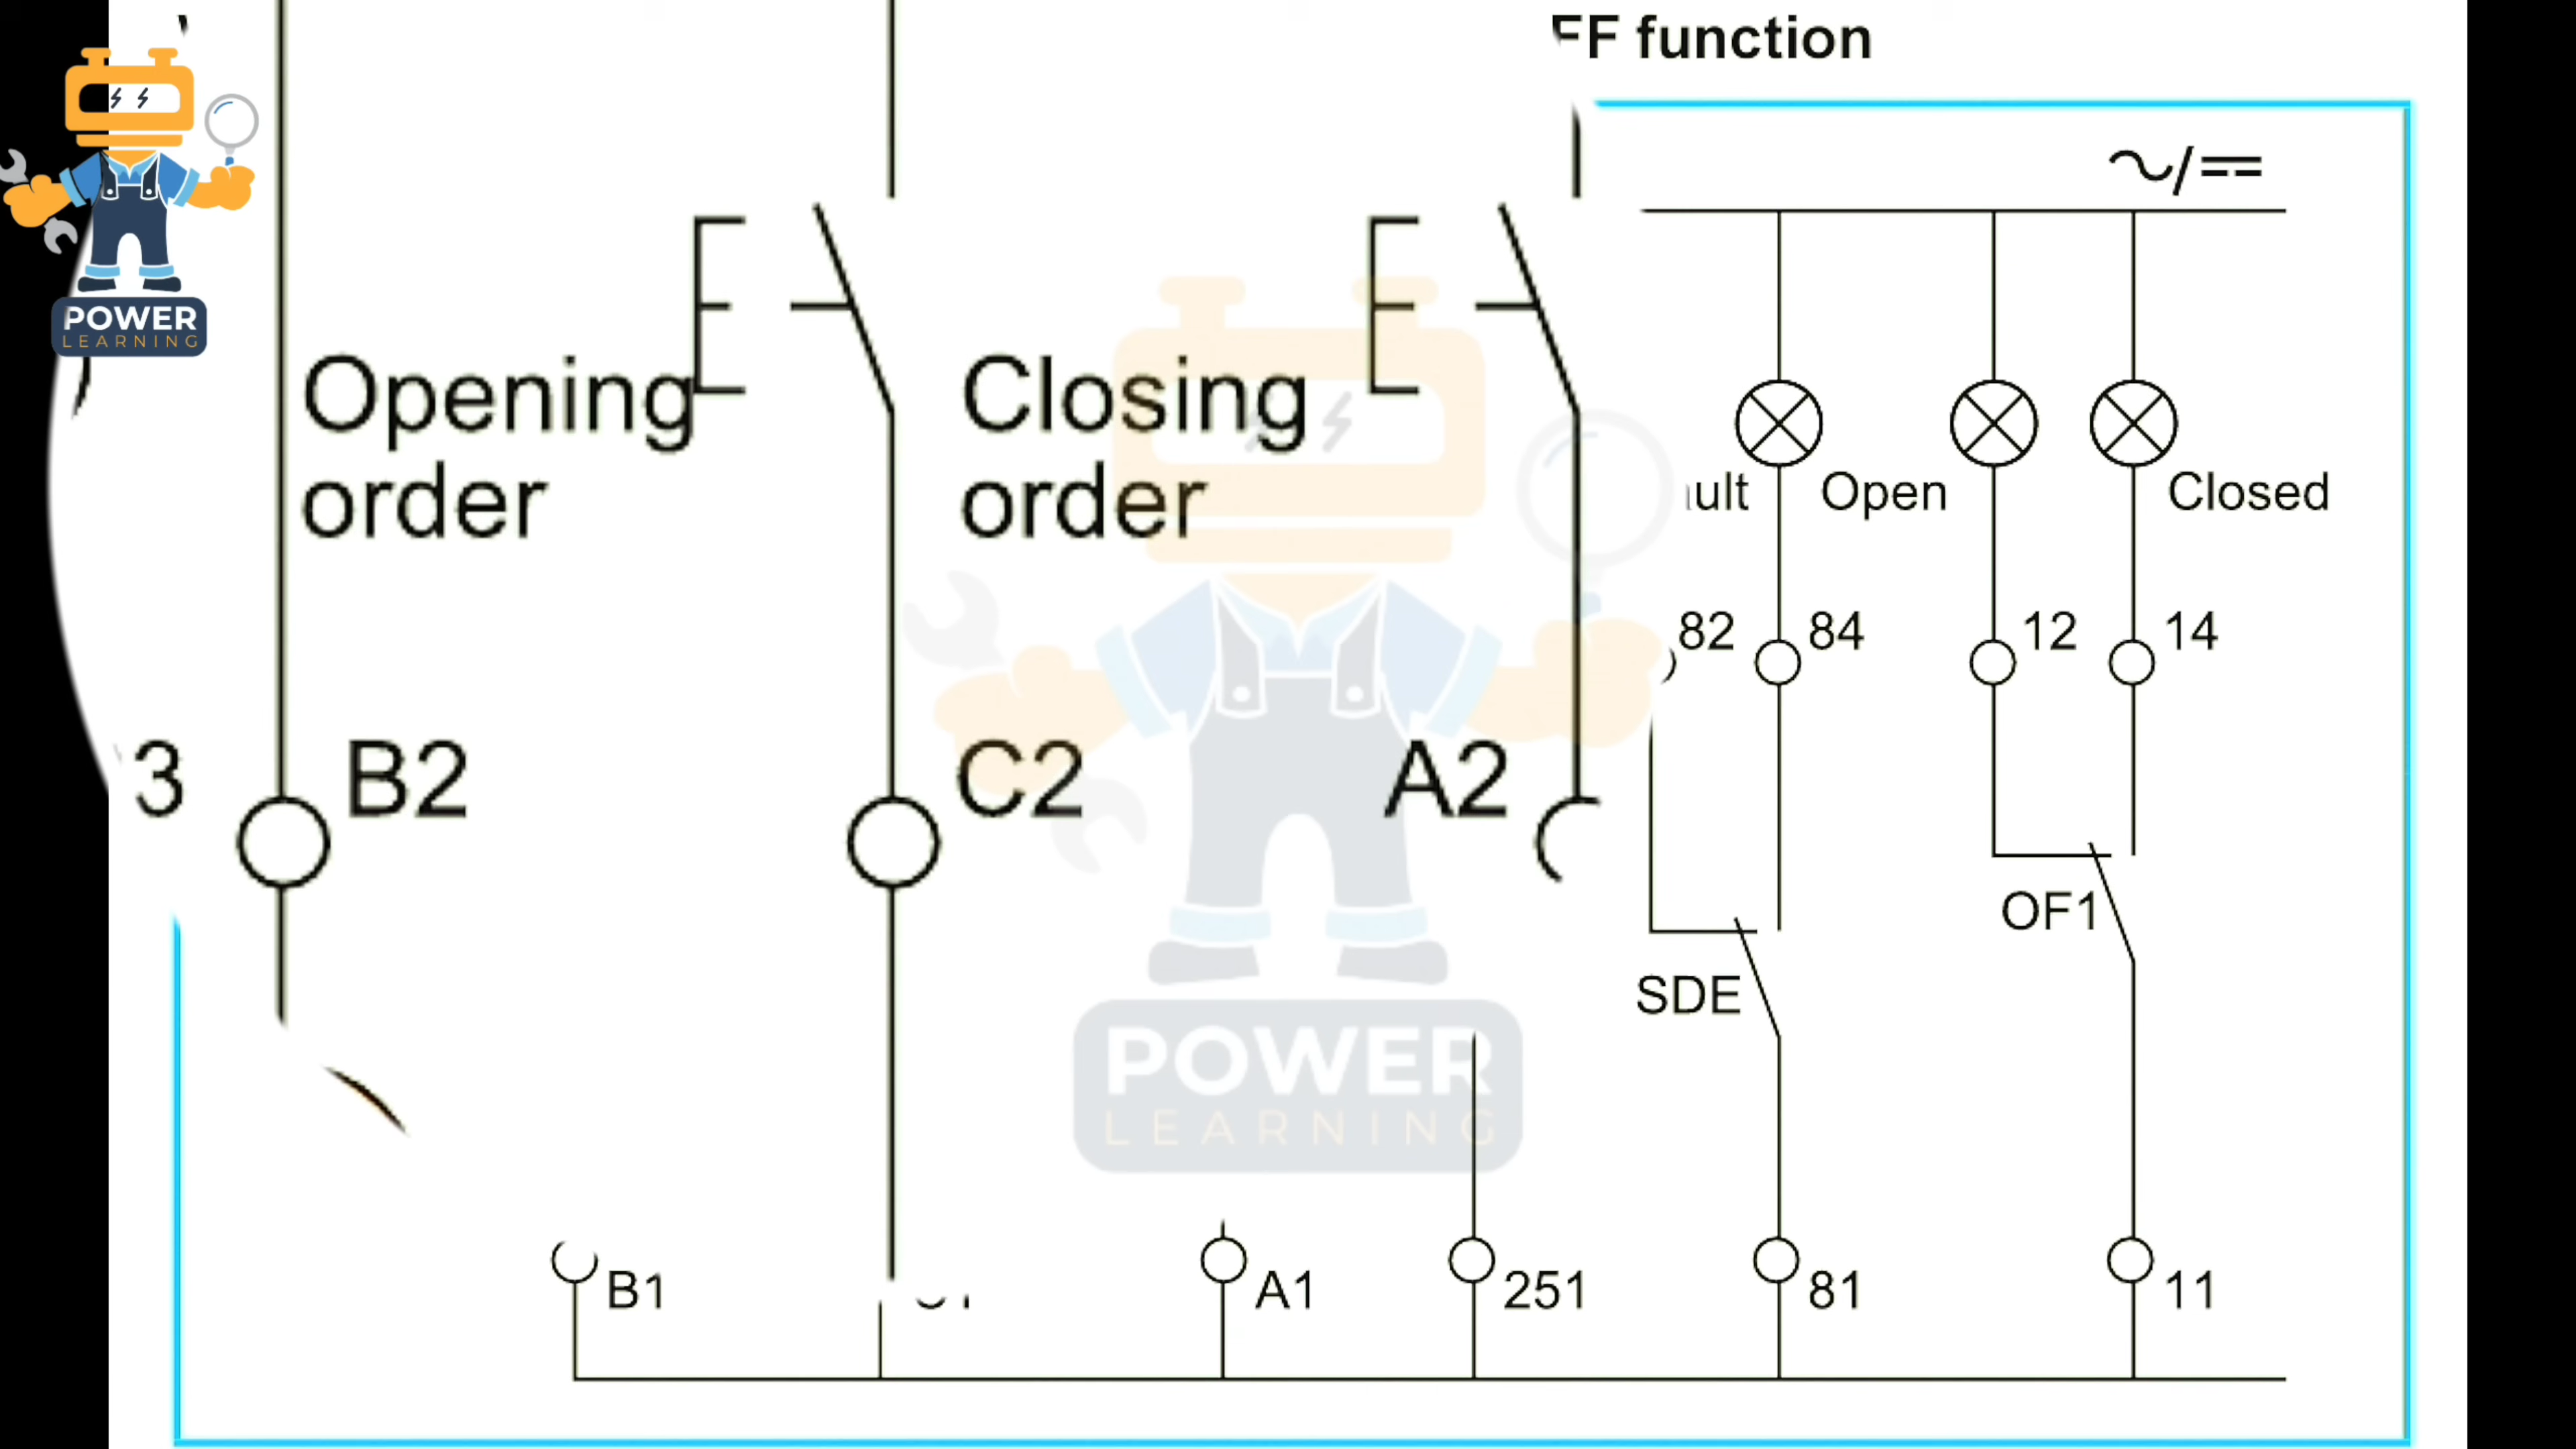 FF function
POWER
LEARNING
Opening
order
Closing
order
Open
Closed
82
84
12
14
3
B2
C2
A2
OF1
SDE
POWER
LEARNING
B1
A1
251
81
11